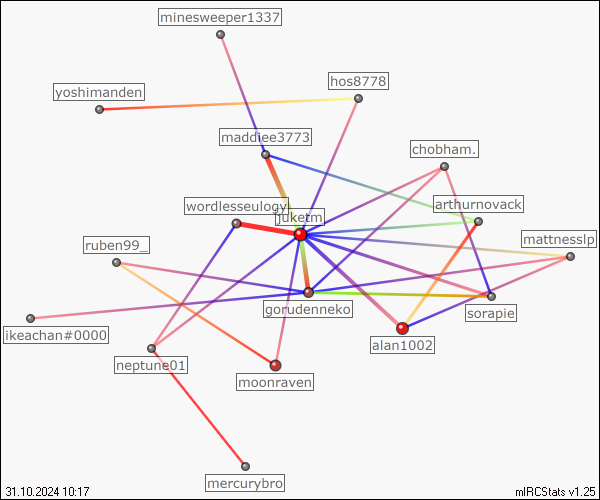 minesweeper1337
hos8778
yoshimanden
maddiee3773
chobham.
wordlesseulogy
arthurnovack
juketm
mattnesslp
ruben99_
gorudenneko
sorapie
ikeachan#0000
alan1002
neptune01
moonraven
mercurybro
31.10.2024 10:17
mIRCStats v1.25